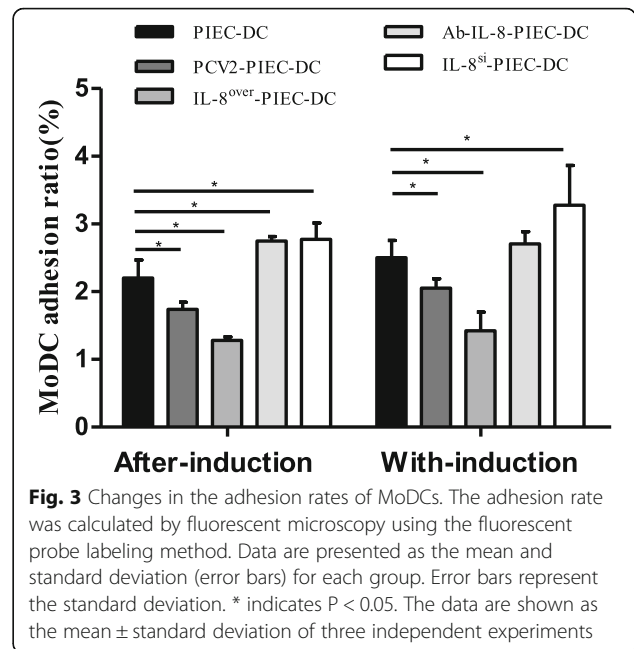 PIEC-DC
PCV2-PIEC-DC
IL-8over-PIEC-DC
Ab-IL-8-PIEC-DC
IL-8si-PIEC-DC
MoDC adhesion ratio(%)
5
4
3
2
1
0
* * * *
* * *
After-induction With-induction
Fig. 3 Changes in the adhesion rates of MoDCs. The adhesion rate
was calculated by fluorescent microscopy using the fluorescent
probe labeling method. Data are presented as the mean and
standard deviation (error bars) for each group. Error bars represent
the standard deviation. * indicates P < 0.05. The data are shown as
the mean ± standard deviation of three independent experiments